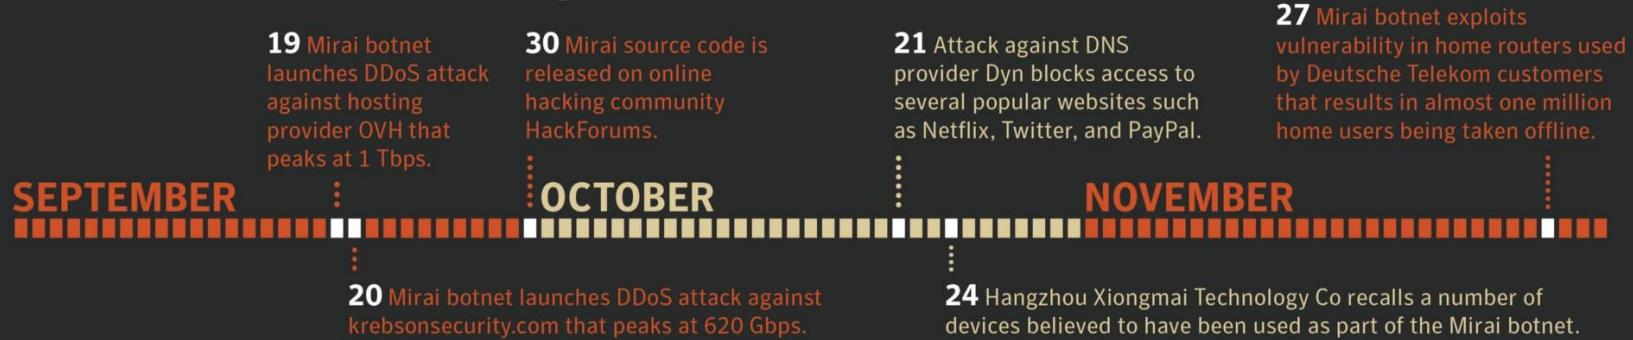 19 Mirai botnet
launches DDoS attack
against hosting
provider OVH that
peaks at 1 Tbps.
30 Mirai source code is
released on online
hacking community
HackForums.
21 Attack against DNS
provider Dyn blocks access to
several popular websites such
as Netflix, Twitter, and PayPal.
27 Mirai botnet exploits
vulnerability in home routers used
by Deutsche Telekom customers
that results in almost one million
home users being taken offline.
SEPTEMBER
OCTOBER
NOVEMBER
20 Mirai botnet launches DDoS attack against
krebsonsecurity.com that peaks at 620 Gbps.
24 Hangzhou Xiongmai Technology Co recalls a number of
devices believed to have been used as part of the Mirai botnet.